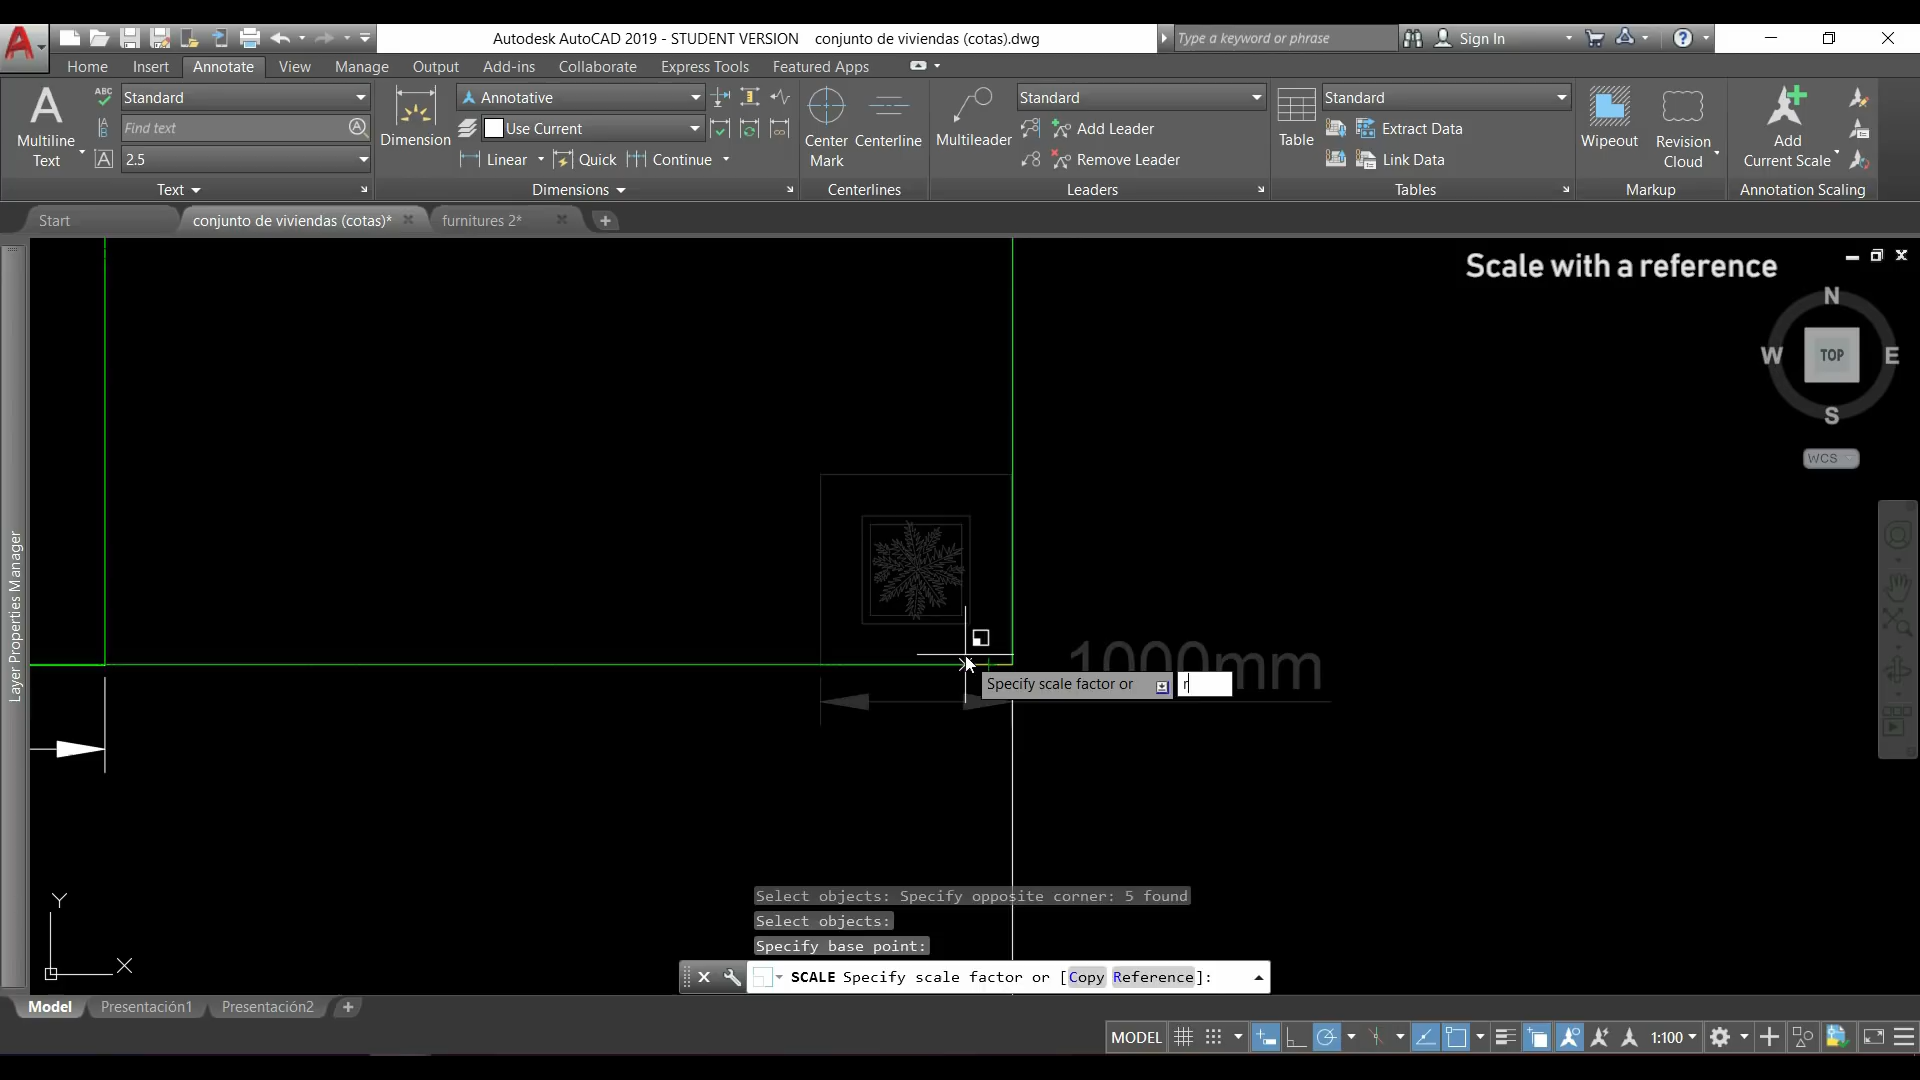 Autodesk AutoCAD 2019 - STUDENT VERSION conjunto de viviendas (cotas).dwg
Type a keyword or phrase
Sign In
Home Insert Annotate View Manage Output Add-ins Collaborate Express Tools Featured Apps
Multiline Text
Standard
Find text
2.5
Text
Dimension
Annotative
Use Current
Linear Quick Continue
Dimensions
Center Mark
Centerline
Centerlines
Multileader
Standard
Add Leader
Remove Leader
Leaders
Table
Standard
Extract Data
Link Data
Tables
Wipeout
Revision Cloud
Markup
Add Current Scale
Annotation Scaling
Start conjunto de viviendas (cotas)* furnitures 2*
Scale with a reference
N
W TOP E
S
WCS
Layer Properties Manager
1000mm
Specify scale factor or r
Y
X
Select objects: Specify opposite corner: 5 found
Select objects:
Specify base point:
SCALE Specify scale factor or [Copy Reference]:
Model Presentación1 Presentación2
MODEL 1:100